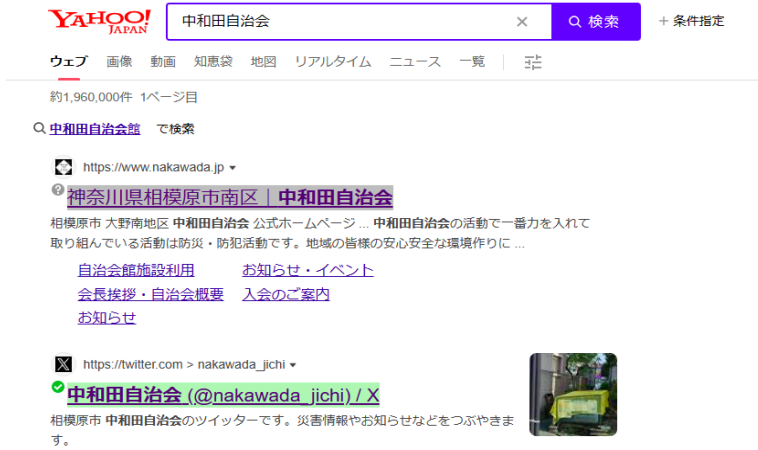 YAHOO!
JAPAN
中和田自治会
検索
条件指定
ウェブ 画像 動画 知恵袋 地図 リアルタイム ニュース 一覧
約1,960,000件 1ページ目
中和田自治会館 で検索
https://www.nakawada.jp
神奈川県相模原市南区｜中和田自治会
相模原市 大野南地区 中和田自治会 公式ホームページ ... 中和田自治会の活動で一番力を入れて
取り組んでいる活動は防災・防犯活動です。地域の皆様の安心安全な環境作りに ...
自治会館施設利用 お知らせ・イベント
会長挨拶・自治会概要 入会のご案内
お知らせ
https://twitter.com > nakawada_jichi
中和田自治会 (@nakawada_jichi) / X
相模原市 中和田自治会のツイッターです。災害情報やお知らせなどをつぶやきま
す。